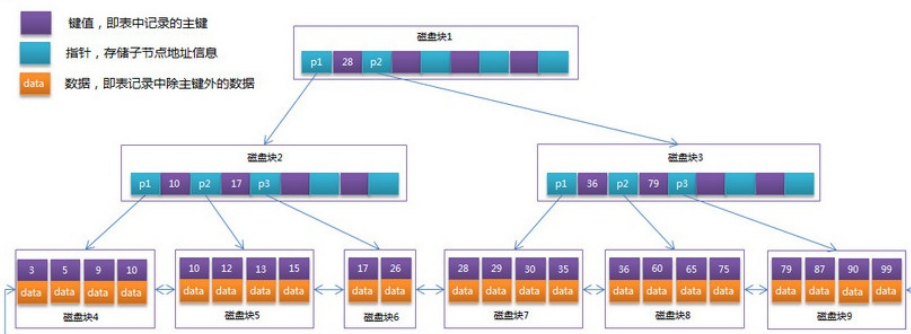 键值，即表中记录的主键
指针，存储子节点地址信息
data 数据，即表记录中除主键外的数据
磁盘块1
p1 28 p2
磁盘块2
p1 10 p2 17 p3
磁盘块3
p1 36 p2 79 p3
3 5 9 10
data data data data
磁盘块4
10 12 13 15
data data data data
磁盘块5
17 26
data data
磁盘块6
28 29 30 35
data data data data
磁盘块7
36 60 65 75
data data data data
磁盘块8
79 87 90 99
data data data data
磁盘块9